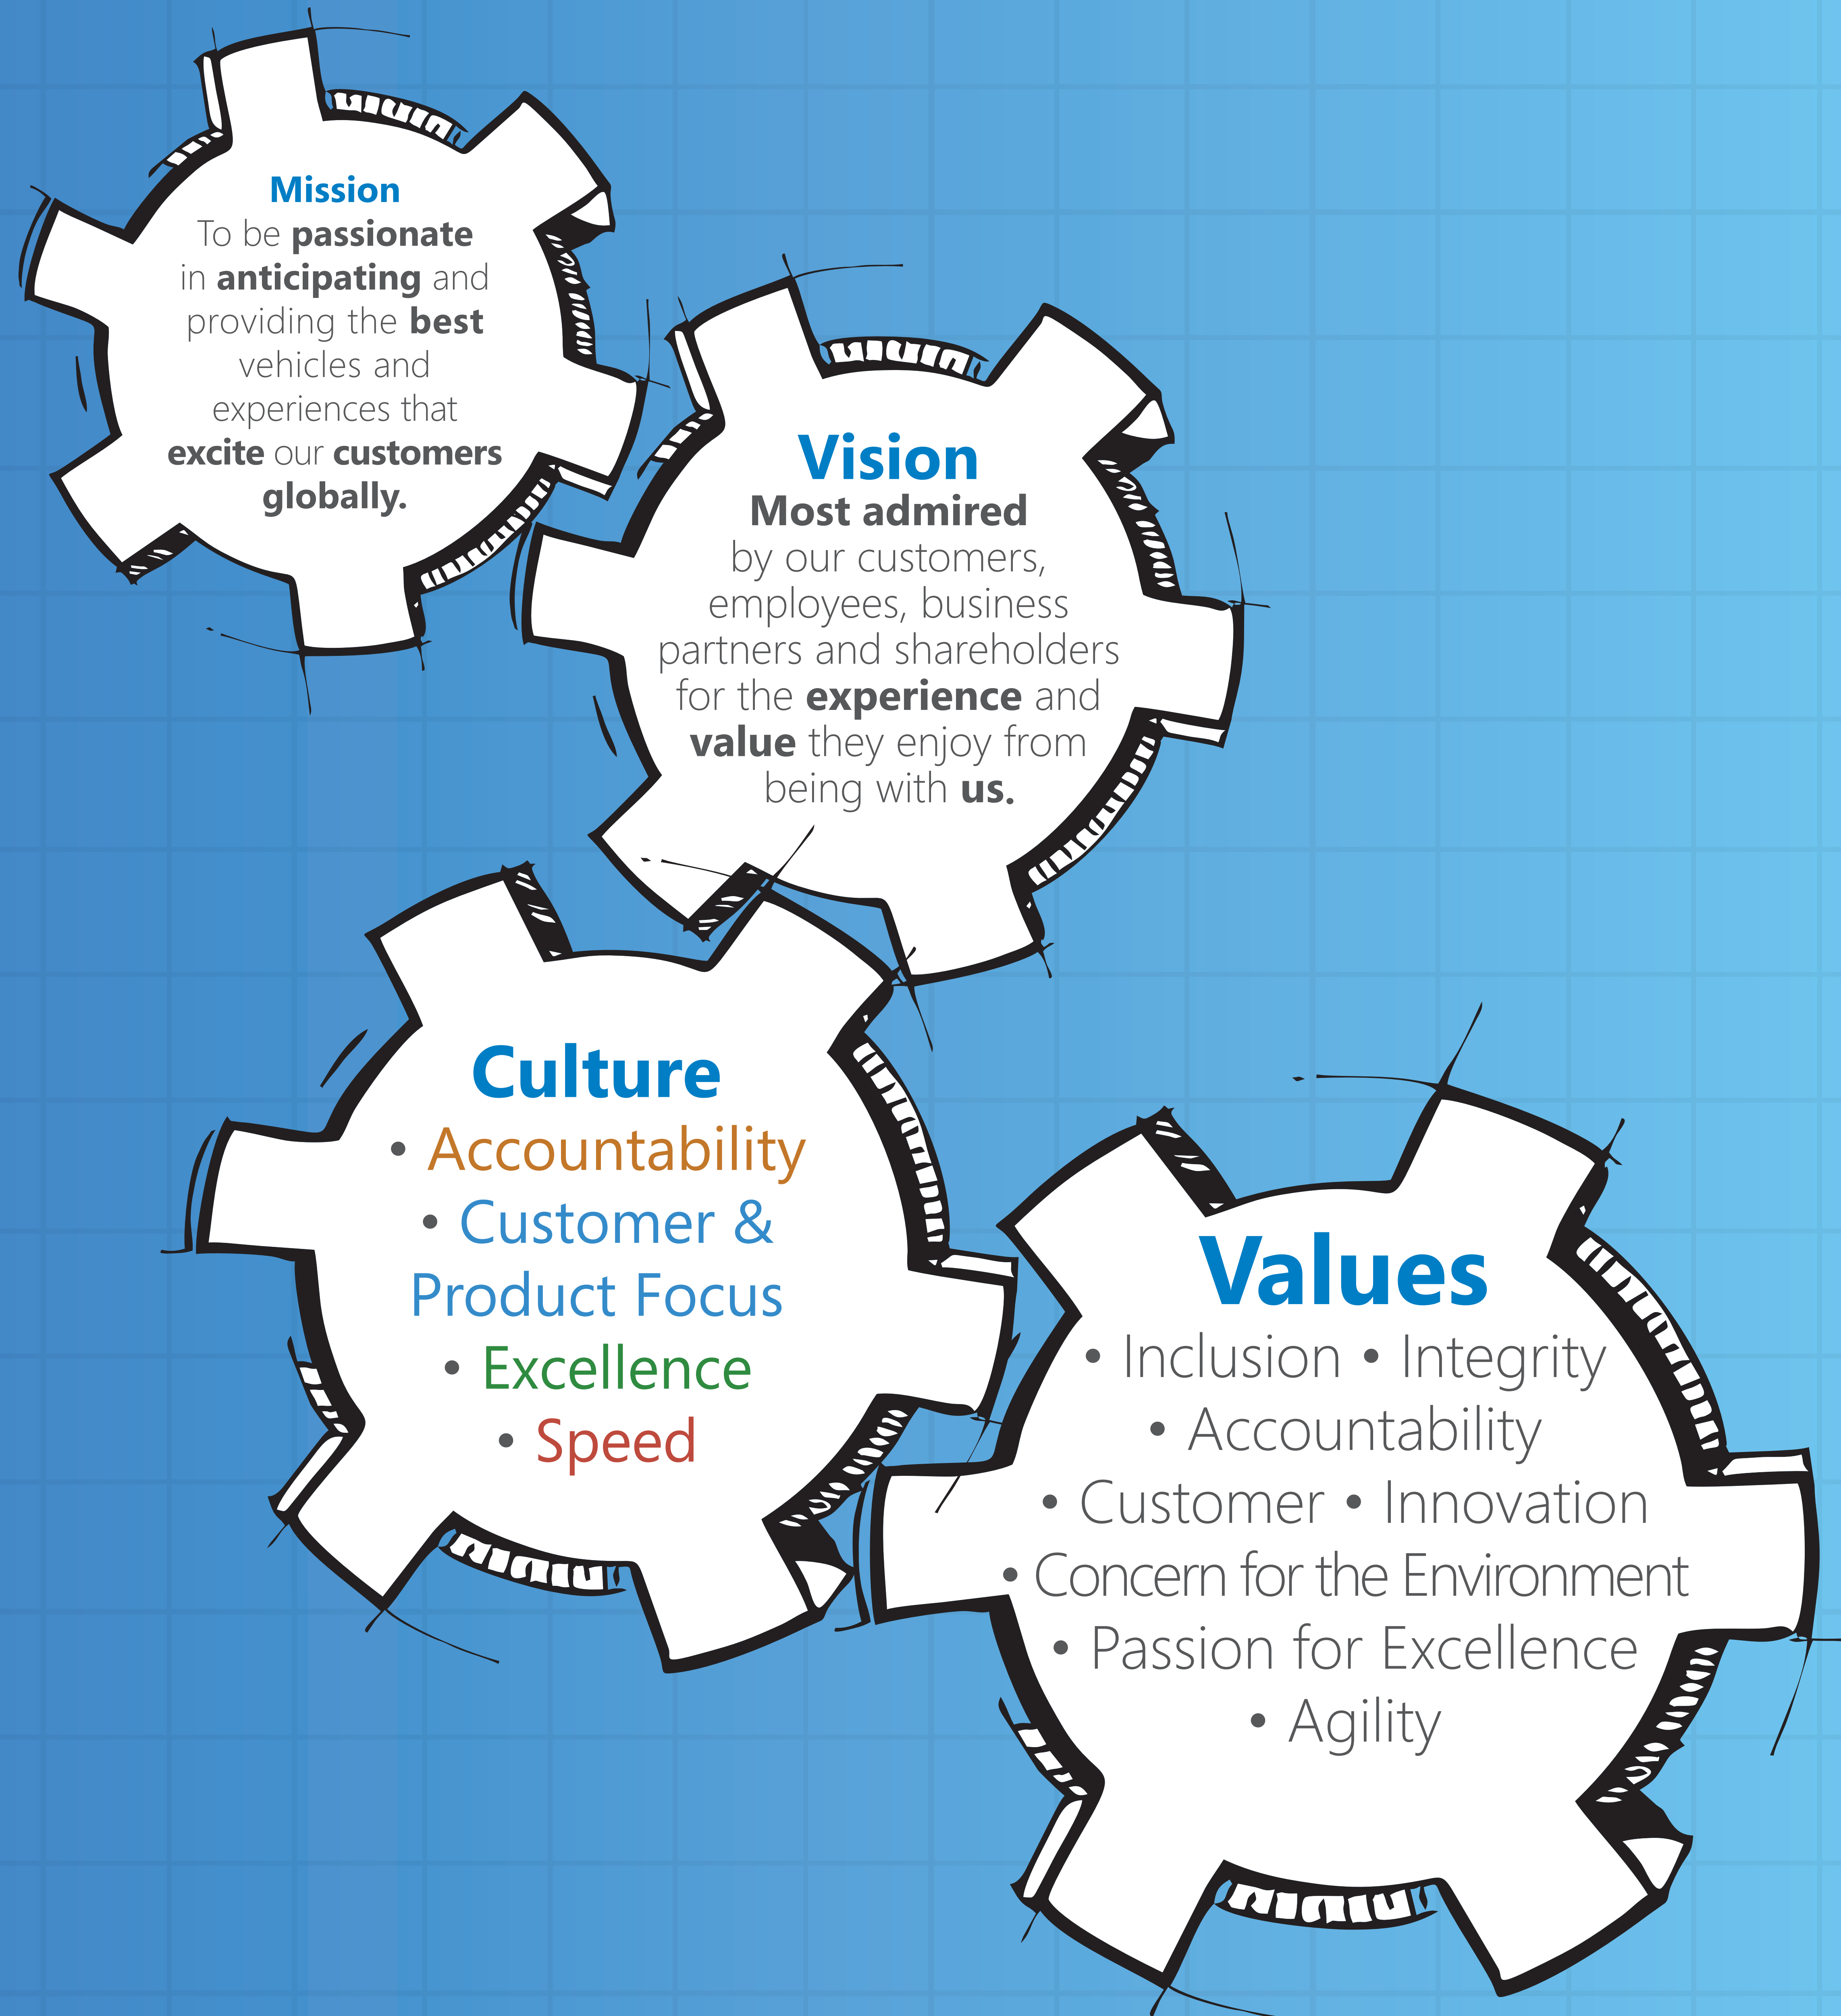 Mission
To be passionate
in anticipating and
providing the best
vehicles and
experiences that
excite our customers
globally.
Vision
Most admired
by our customers,
employees, business
partners and shareholders
for the experience and
value they enjoy from
being with us.
Culture
• Accountability
• Customer &
Product Focus
• Excellence
• Speed
Values
• Inclusion • Integrity
• Accountability
• Customer • Innovation
• Concern for the Environment
• Passion for Excellence
• Agility